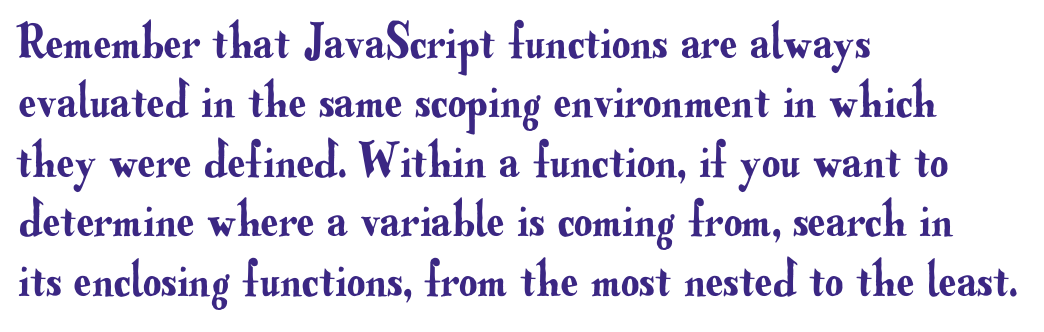 Remember that JavaScript functions are always
evaluated in the same scoping environment in which
they were defined. Within a function, if you want to
determine where a variable is coming from, search in
its enclosing functions, from the most nested to the least.